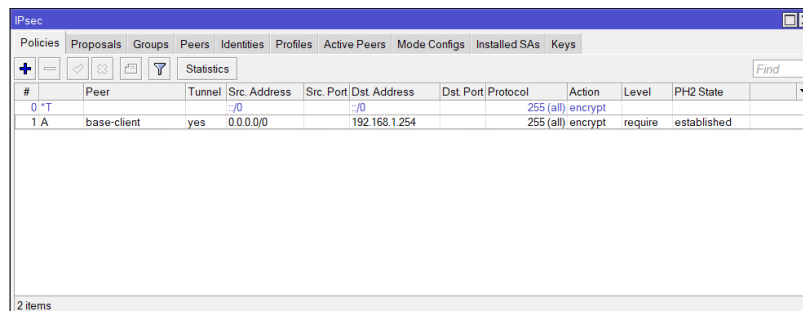 IPsec
Policies Proposals Groups Peers Identities Profiles Active Peers Mode Configs Installed SAs Keys
Statistics Find
# Peer Tunnel Src. Address Src. Port Dst. Address Dst. Port Protocol Action Level PH2 State
0 *T ::/0 ::/0 255 (all) encrypt
1 A base-client yes 0.0.0.0/0 192.168.1.254 255 (all) encrypt require established
2 items